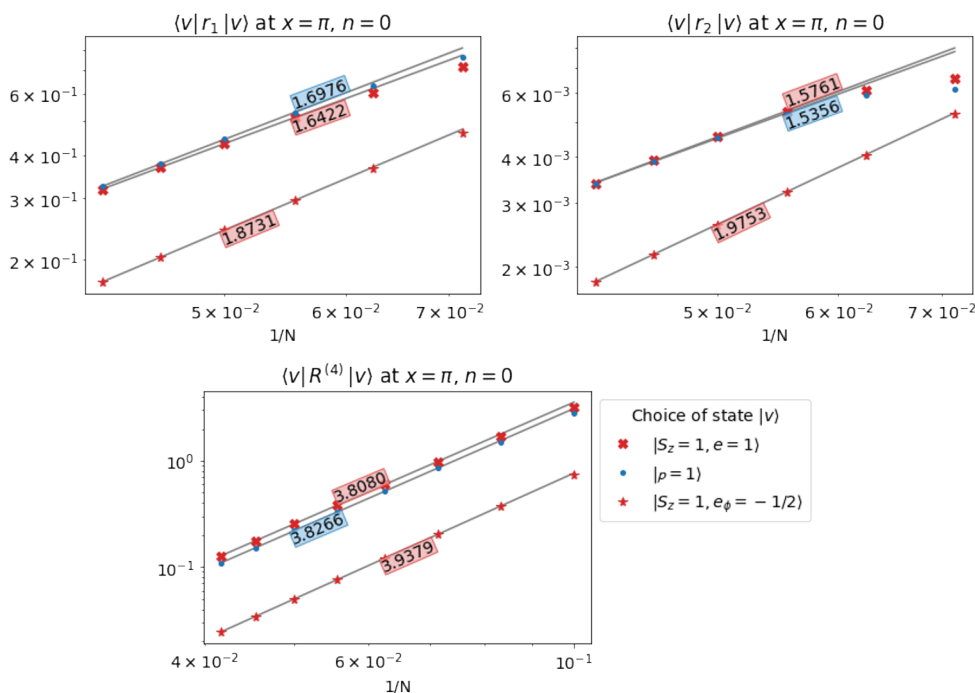 ⟨v| r₁ |v⟩ at x = π, n = 0
6 × 10⁻¹
4 × 10⁻¹
3 × 10⁻¹
2 × 10⁻¹
1.6976
1.6422
1.8731
5 × 10⁻²
6 × 10⁻²
7 × 10⁻²
1/N
⟨v| r₂ |v⟩ at x = π, n = 0
6 × 10⁻³
4 × 10⁻³
3 × 10⁻³
2 × 10⁻³
1.5761
1.5356
1.9753
5 × 10⁻²
6 × 10⁻²
7 × 10⁻²
1/N
⟨v| R⁽⁴⁾ |v⟩ at x = π, n = 0
10⁰
10⁻¹
3.8080
3.8266
3.9379
4 × 10⁻²
6 × 10⁻²
10⁻¹
1/N
Choice of state |v⟩
|S_z = 1, e = 1⟩
|_P = 1⟩
|S_z = 1, e_ϕ = − 1/2⟩